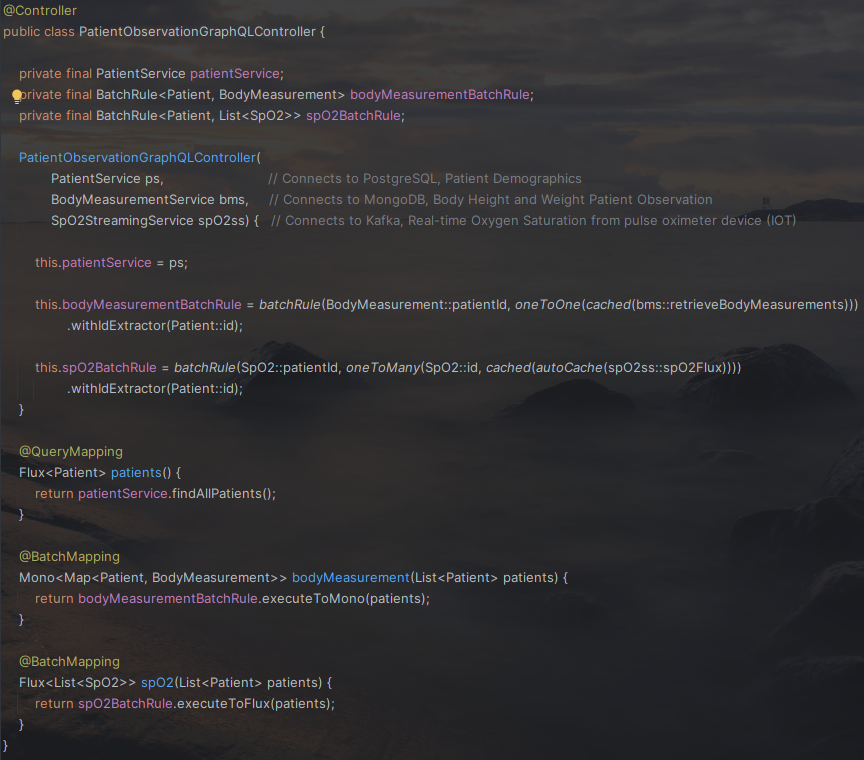 @Controller
public class PatientObservationGraphQLController {
private final PatientService patientService;
private final BatchRule<Patient, BodyMeasurement> bodyMeasurementBatchRule;
private final BatchRule<Patient, List<SpO2>> spO2BatchRule;
PatientObservationGraphQLController(
PatientService ps, // Connects to PostgreSQL, Patient Demographics
BodyMeasurementService bms, // Connects to MongoDB, Body Height and Weight Patient Observation
SpO2StreamingService spO2ss) { // Connects to Kafka, Real-time Oxygen Saturation from pulse oximeter device (IOT)
this.patientService = ps;
this.bodyMeasurementBatchRule = batchRule(BodyMeasurement::patientId, oneToOne(cached(bms::retrieveBodyMeasurements)))
.withIdExtractor(Patient::id);
this.spO2BatchRule = batchRule(SpO2::patientId, oneToMany(SpO2::id, cached(autoCache(spO2ss::spO2Flux))))
.withIdExtractor(Patient::id);
}
@QueryMapping
Flux<Patient> patients() {
return patientService.findAllPatients();
}
@BatchMapping
Mono<Map<Patient, BodyMeasurement>> bodyMeasurement(List<Patient> patients) {
return bodyMeasurementBatchRule.executeToMono(patients);
}
@BatchMapping
Flux<List<SpO2>> spO2(List<Patient> patients) {
return spO2BatchRule.executeToFlux(patients);
}
}